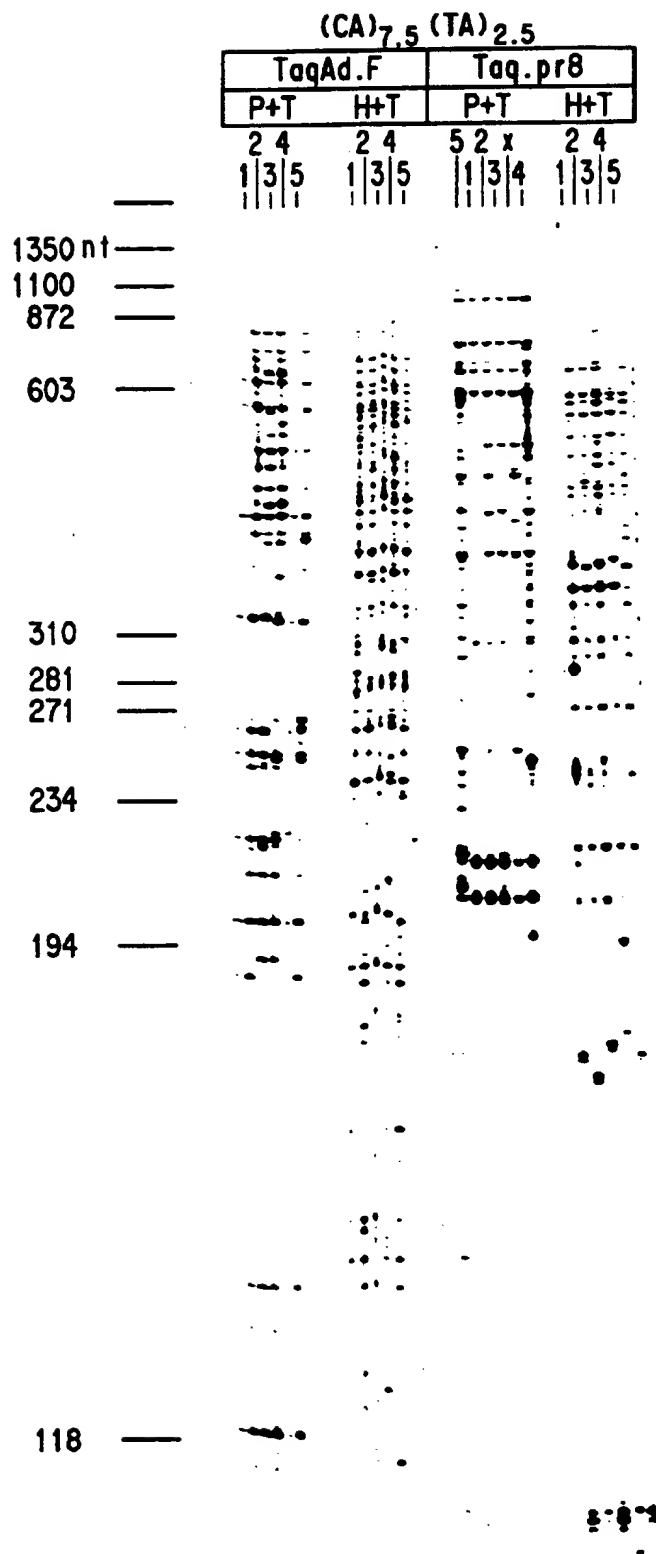 (CA)7.5 (TA)2.5
TaqAd.F Taq.pr8
P+T H+T P+T H+T
2 4 2 4 5 2 x 2 4
1 3 5 1 3 5 1 3 4 1 3 5
1350 nt
1100
872
603
310
281
271
234
194
118